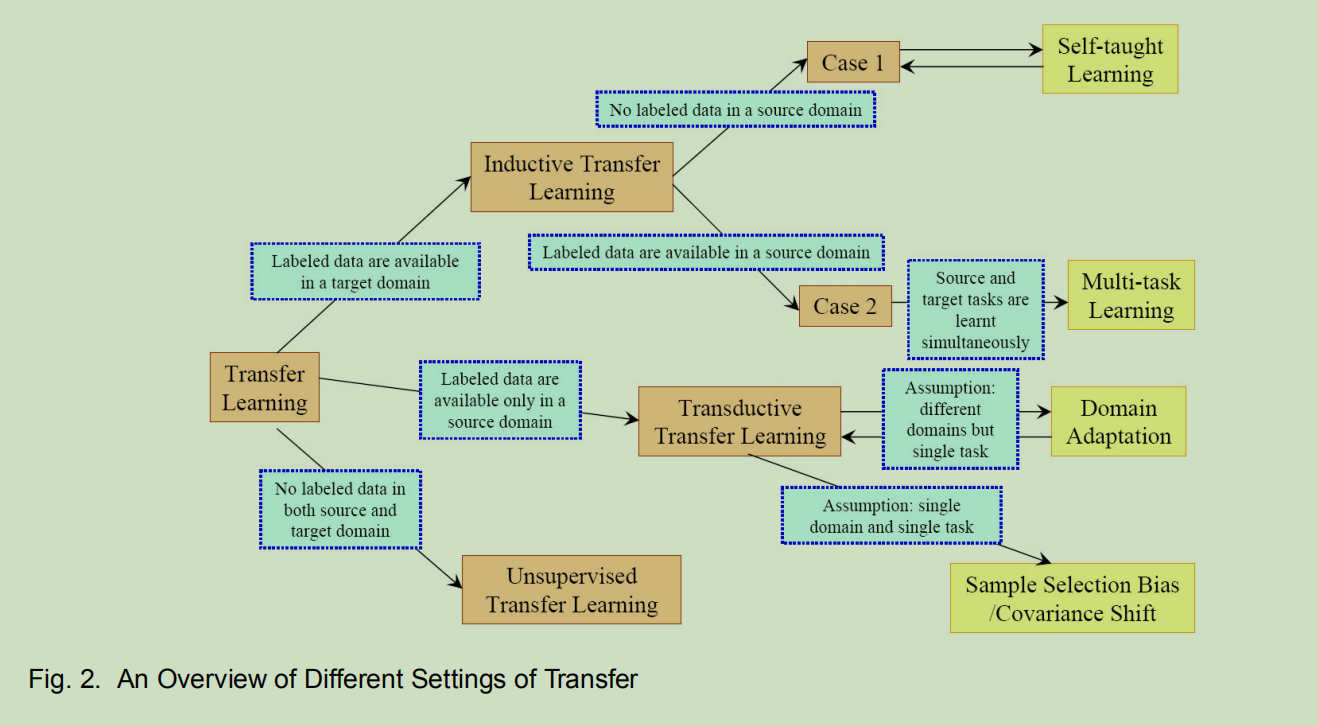 Case 1
Self-taught
Learning
No labeled data in a source domain
Inductive Transfer
Learning
Labeled data are available in a source domain
Labeled data are available
in a target domain
Case 2
Source and
target tasks are
learnt
simultaneously
Multi-task
Learning
Transfer
Learning
Labeled data are
available only in a
source domain
Transductive
Transfer Learning
Assumption:
different
domains but
single task
Domain
Adaptation
No labeled data in
both source and
target domain
Assumption: single
domain and single task
Unsupervised
Transfer Learning
Sample Selection Bias
/Covariance Shift
Fig. 2. An Overview of Different Settings of Transfer